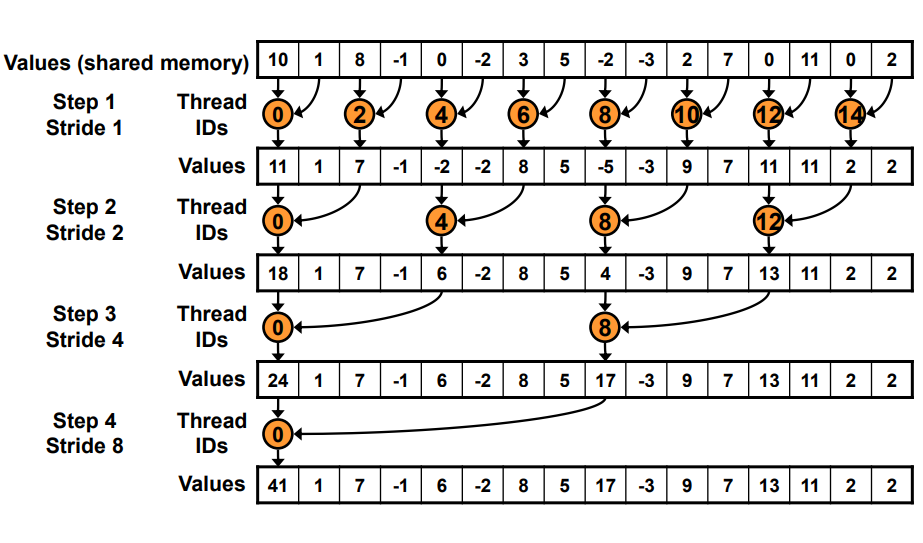 Values (shared memory) 10 1 8 -1 0 -2 3 5 -2 -3 2 7 0 11 0 2
Step 1 Thread 0 2 4 6 8 10 12 14
Stride 1 IDs
Values 11 1 7 -1 -2 -2 8 5 -5 -3 9 7 11 11 2 2
Step 2 Thread 0 4 8 12
Stride 2 IDs
Values 18 1 7 -1 6 -2 8 5 4 -3 9 7 13 11 2 2
Step 3 Thread 0 8
Stride 4 IDs
Values 24 1 7 -1 6 -2 8 5 17 -3 9 7 13 11 2 2
Step 4 Thread 0
Stride 8 IDs
Values 41 1 7 -1 6 -2 8 5 17 -3 9 7 13 11 2 2